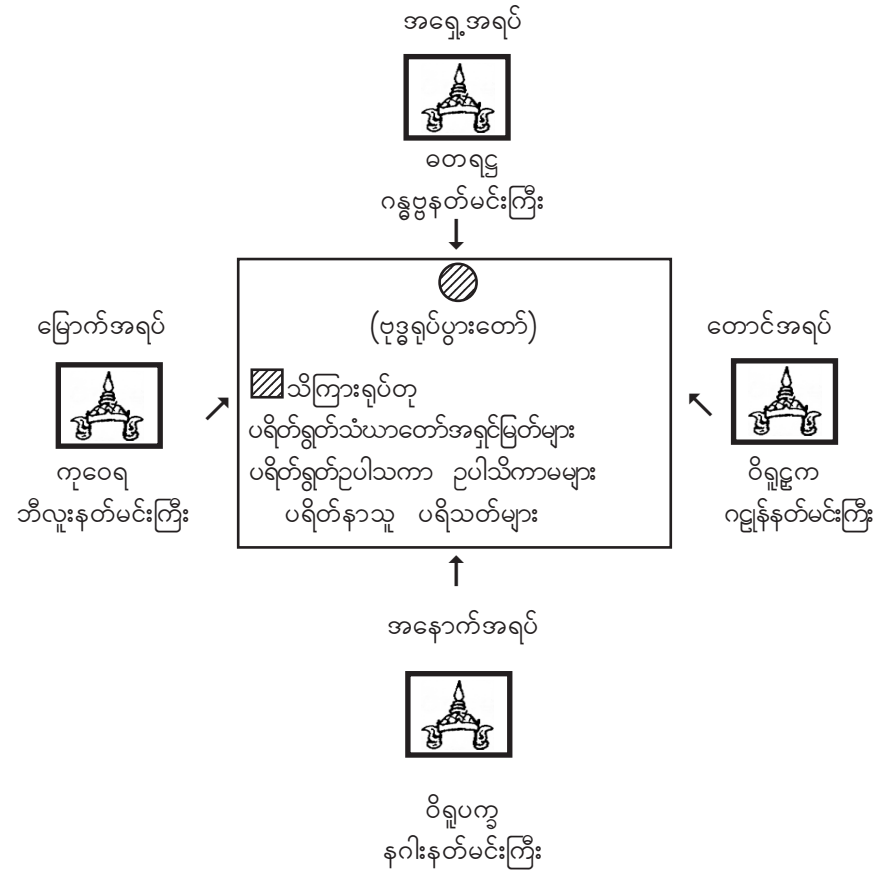 အရှေ့အရပ်
ဓတရဋ္ဌ
ဂန္ဓဗ္ဗနတ်မင်းကြီး
(ဗုဒ္ဓရုပ်ပွားတော်)
သိကြားရုပ်တု
ပရိတ်ရွတ်သံဃာတော်အရှင်မြတ်များ
ပရိတ်ရွတ်ဥပါသကာ ဥပါသိကာမများ
ပရိတ်နာသူ ပရိသတ်များ
မြောက်အရပ်
ကုဝေရ
ဘီလူးနတ်မင်းကြီး
တောင်အရပ်
ဝိရူဠှက
ဂဠုန်နတ်မင်းကြီး
အနောက်အရပ်
ဝိရူပက္ခ
နဂါးနတ်မင်းကြီး